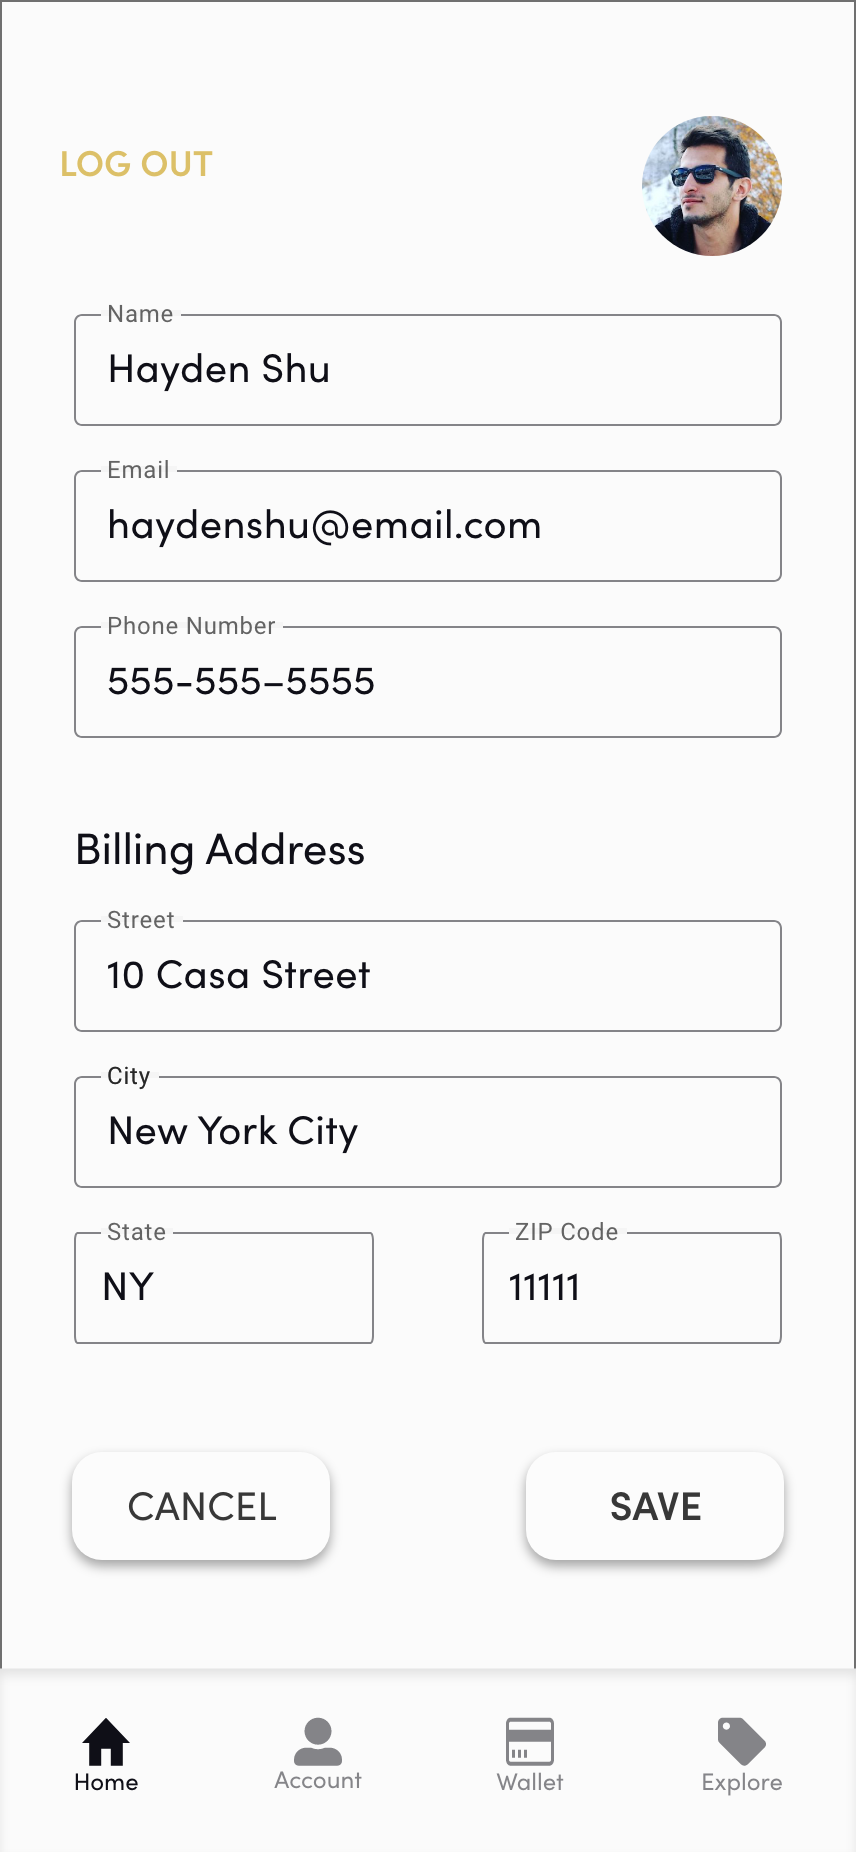 LOG OUT
Name
Hayden Shu
Email
haydenshu@email.com
Phone Number
555-555–5555
Billing Address
Street
10 Casa Street
City
New York City
State
NY
ZIP Code
11111
CANCEL
SAVE
Home
Account
Wallet
Explore